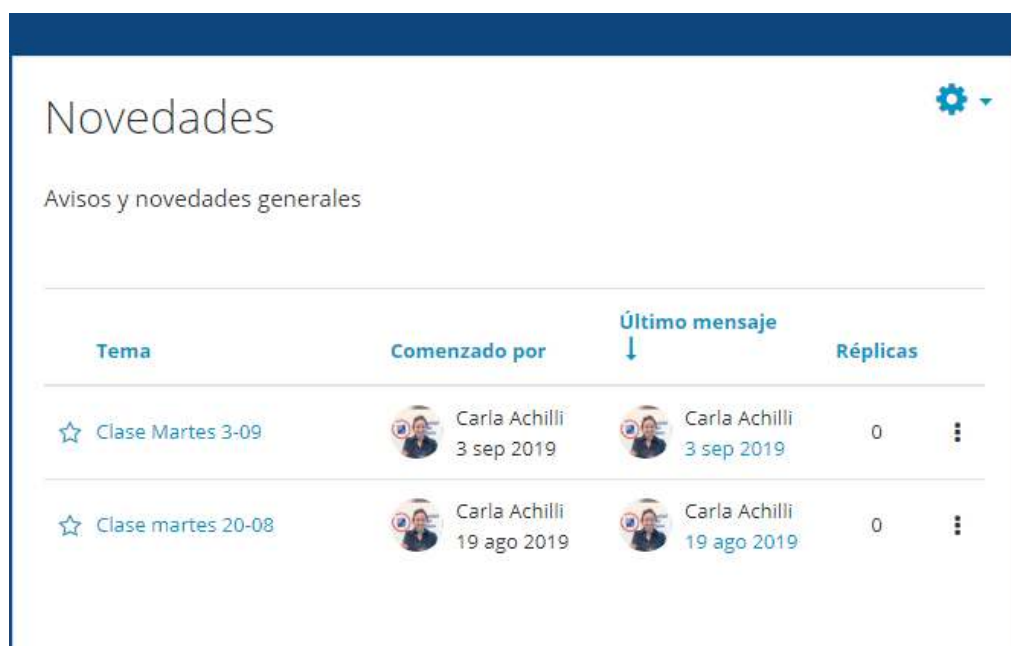 Novedades
Avisos y novedades generales
Tema
Comenzado por
Último mensaje
Réplicas
Clase Martes 3-09
Carla Achilli
3 sep 2019
Carla Achilli
3 sep 2019
0
Clase martes 20-08
Carla Achilli
19 ago 2019
Carla Achilli
19 ago 2019
0